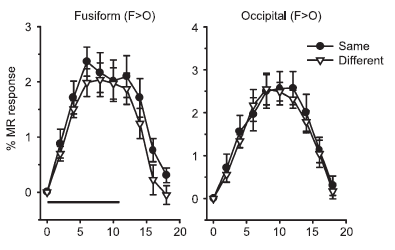 Fusiform (F>O)
Occipital (F>O)
% MR response
3
2
1
0
0 5 10 15 20
4
3
2
1
0
0 5 10 15 20
Same
Different